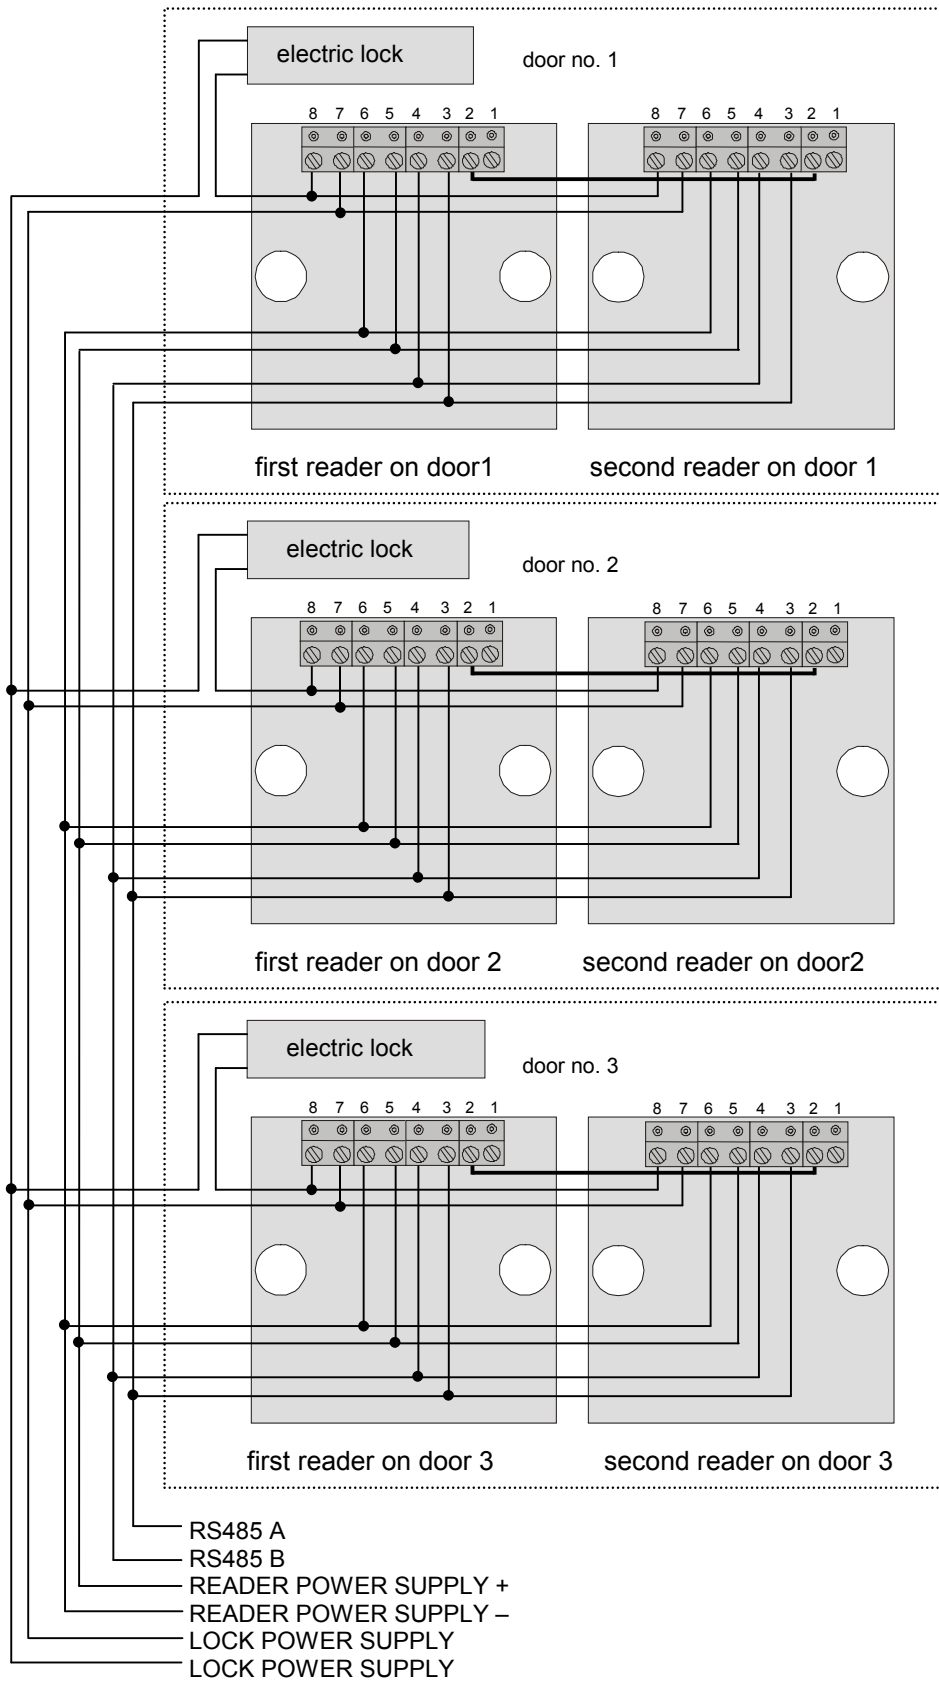 electric lock
door no. 1
8 7 6 5 4 3 2 1
8 7 6 5 4 3 2 1
first reader on door1
second reader on door 1
electric lock
door no. 2
8 7 6 5 4 3 2 1
8 7 6 5 4 3 2 1
first reader on door 2
second reader on door2
electric lock
door no. 3
8 7 6 5 4 3 2 1
8 7 6 5 4 3 2 1
first reader on door 3
second reader on door 3
RS485 A
RS485 B
READER POWER SUPPLY +
READER POWER SUPPLY –
LOCK POWER SUPPLY
LOCK POWER SUPPLY